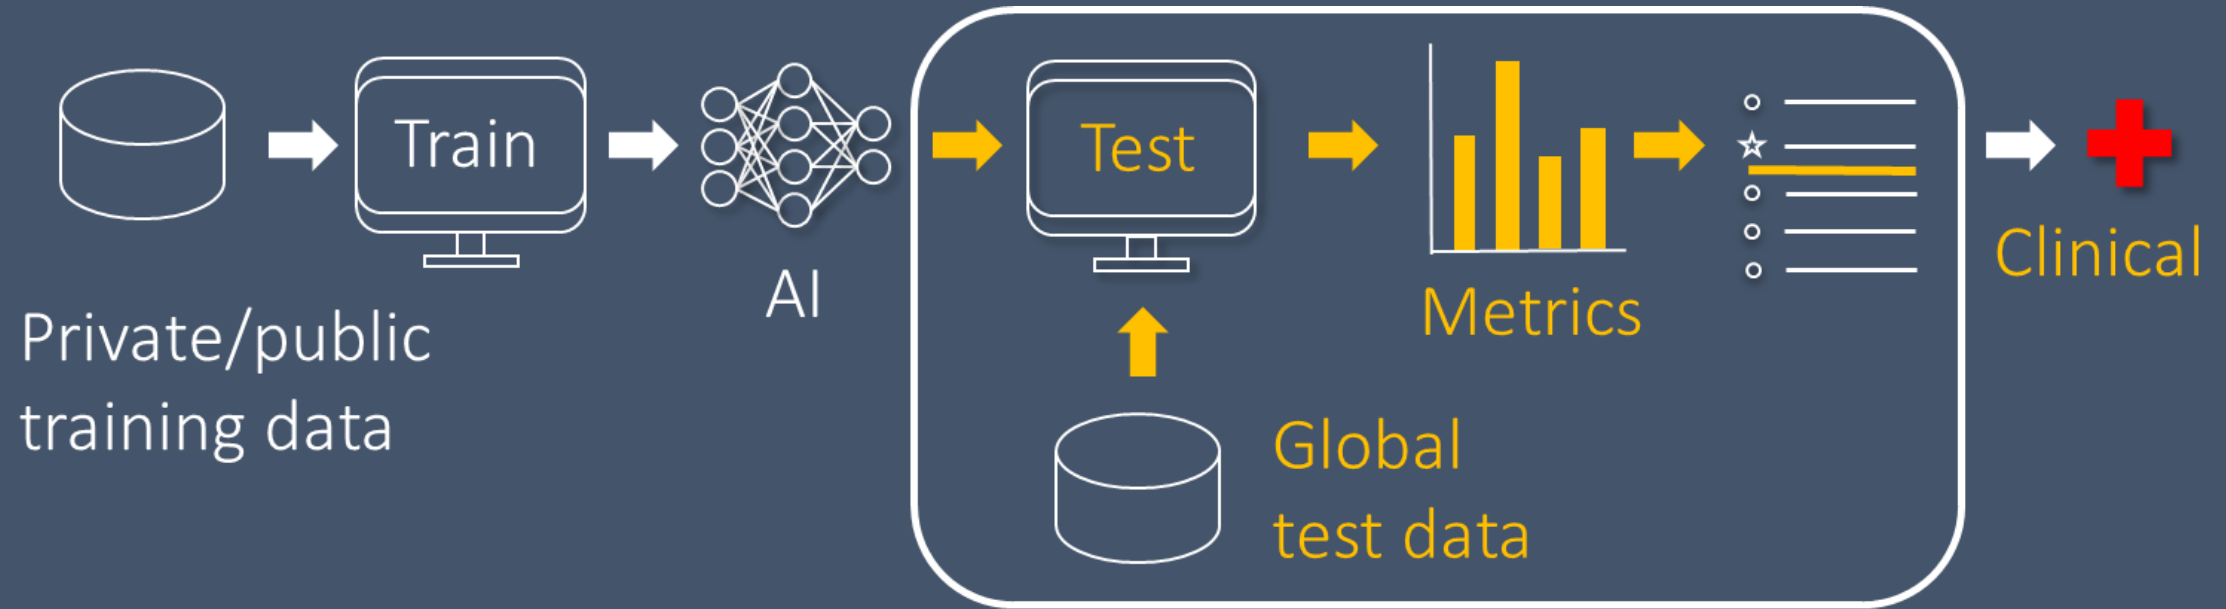 Private/public
training data
Train
AI
Test
Global
test data
Metrics
Clinical